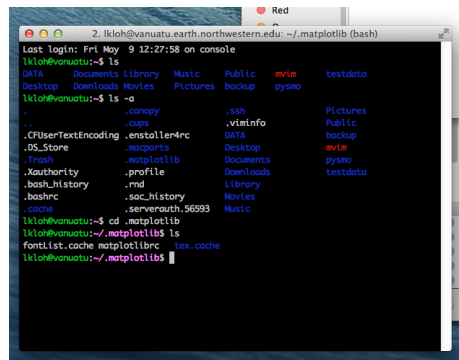 Red
2. lkloh@vanuatu.earth.northwestern.edu: ~/.matplotlib (bash)
Last login: Fri May  9 12:27:58 on console
lkloh@vanuatu:~$ ls
DATA Documents Library Music Public mvim testdata
Desktop Downloads Movies Pictures backup pysmo
lkloh@vanuatu:~$ ls -a
. .canopy .ssh Pictures
.. .cups .viminfo Public
.CFUserTextEncoding .enstaller4rc DATA backup
.DS_Store .macports Desktop mvim
.Trash .matplotlib Documents pysmo
.Xauthority .profile Downloads testdata
.bash_history .rnd Library
.bashrc .sac_history Movies
.cache .serverauth.56593 Music
lkloh@vanuatu:~$ cd .matplotlib
lkloh@vanuatu:~/.matplotlib$ ls
fontList.cache matplotlibrc tex.cache
lkloh@vanuatu:~/.matplotlib$